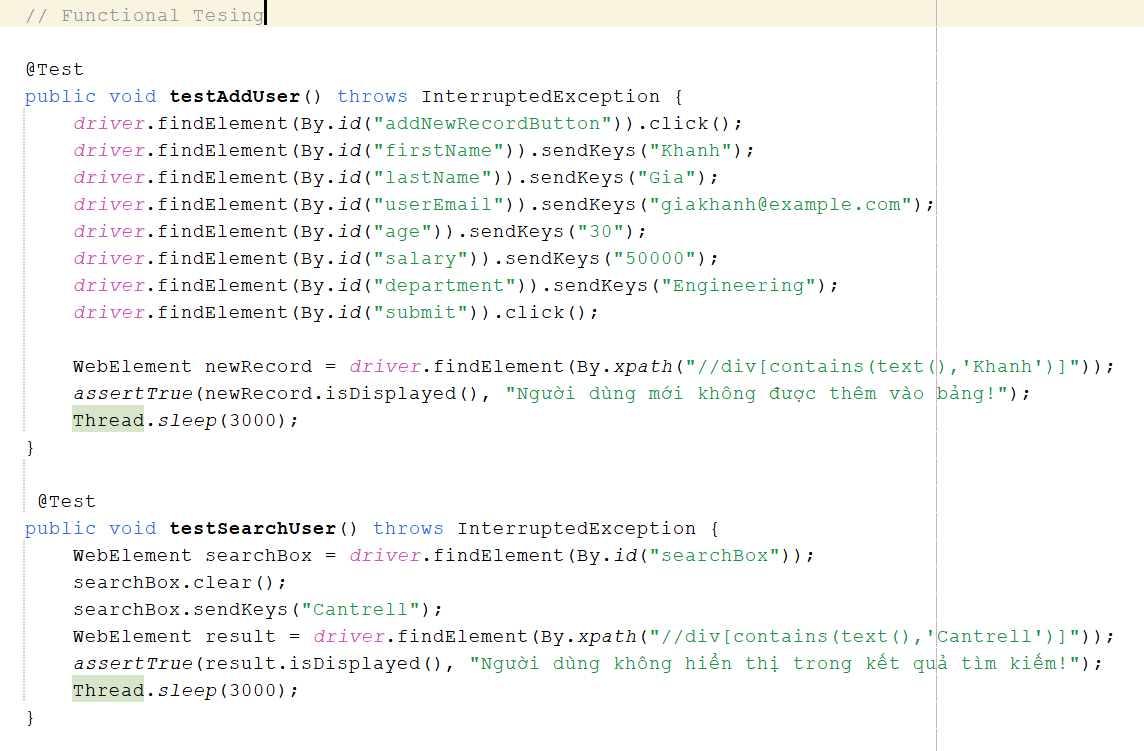 // Functional Tesing
@Test
public void testAddUser() throws InterruptedException {
driver.findElement(By.id("addNewRecordButton")).click();
driver.findElement(By.id("firstName")).sendKeys("Khanh");
driver.findElement(By.id("lastName")).sendKeys("Gia");
driver.findElement(By.id("userEmail")).sendKeys("giakhanh@example.com");
driver.findElement(By.id("age")).sendKeys("30");
driver.findElement(By.id("salary")).sendKeys("50000");
driver.findElement(By.id("department")).sendKeys("Engineering");
driver.findElement(By.id("submit")).click();
WebElement newRecord = driver.findElement(By.xpath("//div[contains(text(),'Khanh')]"));
assertTrue(newRecord.isDisplayed(), "Người dùng mới không được thêm vào bảng!");
Thread.sleep(3000);
}
@Test
public void testSearchUser() throws InterruptedException {
WebElement searchBox = driver.findElement(By.id("searchBox"));
searchBox.clear();
searchBox.sendKeys("Cantrell");
WebElement result = driver.findElement(By.xpath("//div[contains(text(),'Cantrell')]"));
assertTrue(result.isDisplayed(), "Người dùng không hiển thị trong kết quả tìm kiếm!");
Thread.sleep(3000);
}